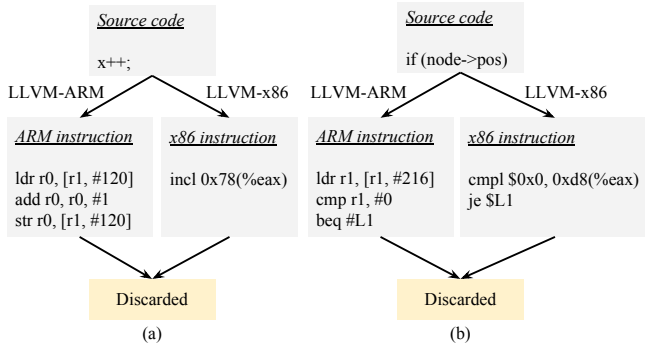 Source code
x++;
LLVM-ARM
LLVM-x86
ARM instruction
ldr r0, [r1, #120]
add r0, r0, #1
str r0, [r1, #120]
x86 instruction
incl 0x78(%eax)
Discarded
(a)
Source code
if (node->pos)
LLVM-ARM
LLVM-x86
ARM instruction
ldr r1, [r1, #216]
cmp r1, #0
beq #L1
x86 instruction
cmpl $0x0, 0xd8(%eax)
je $L1
Discarded
(b)